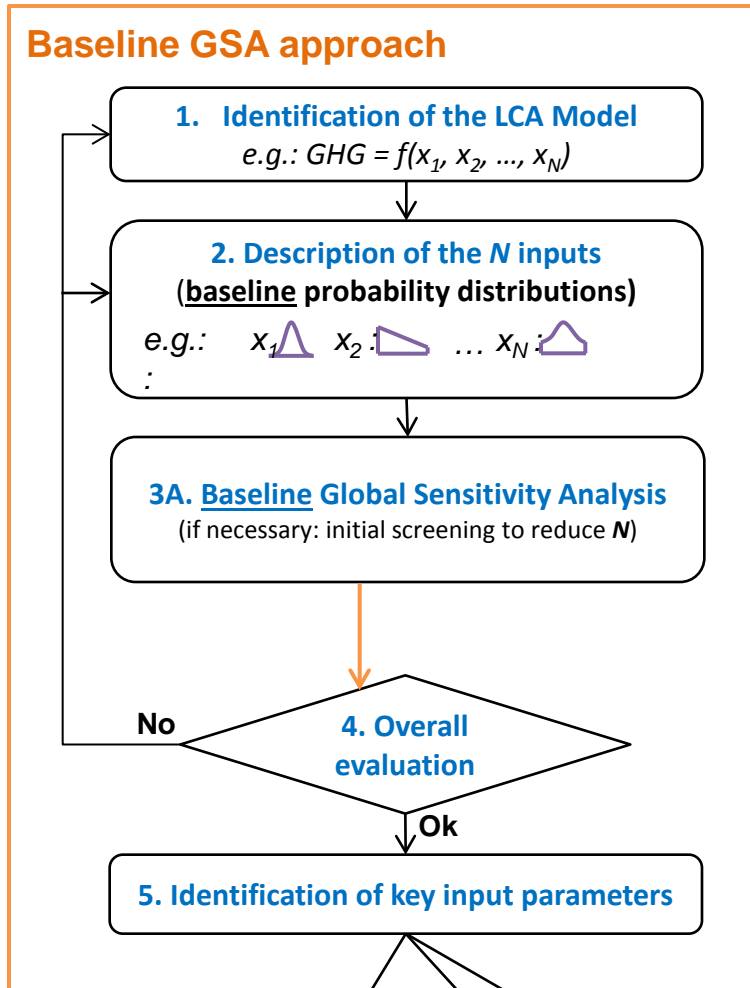 Baseline GSA approach
1. Identification of the LCA Model
e.g.: GHG = f(x1, x2, ..., xN)
2. Description of the N inputs
(baseline probability distributions)
e.g.: x1 x2 : … xN :
:
3A. Baseline Global Sensitivity Analysis
(if necessary: initial screening to reduce N)
No
4. Overall
evaluation
Ok
5. Identification of key input parameters